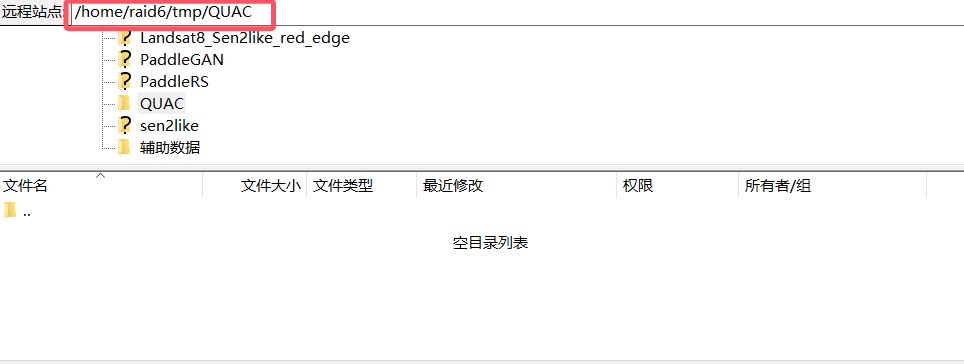 远程站点: /home/raid6/tmp/QUAC
Landsat8_Sen2like_red_edge
PaddleGAN
PaddleRS
QUAC
sen2like
辅助数据
文件名 文件大小 文件类型 最近修改 权限 所有者/组
..
空目录列表